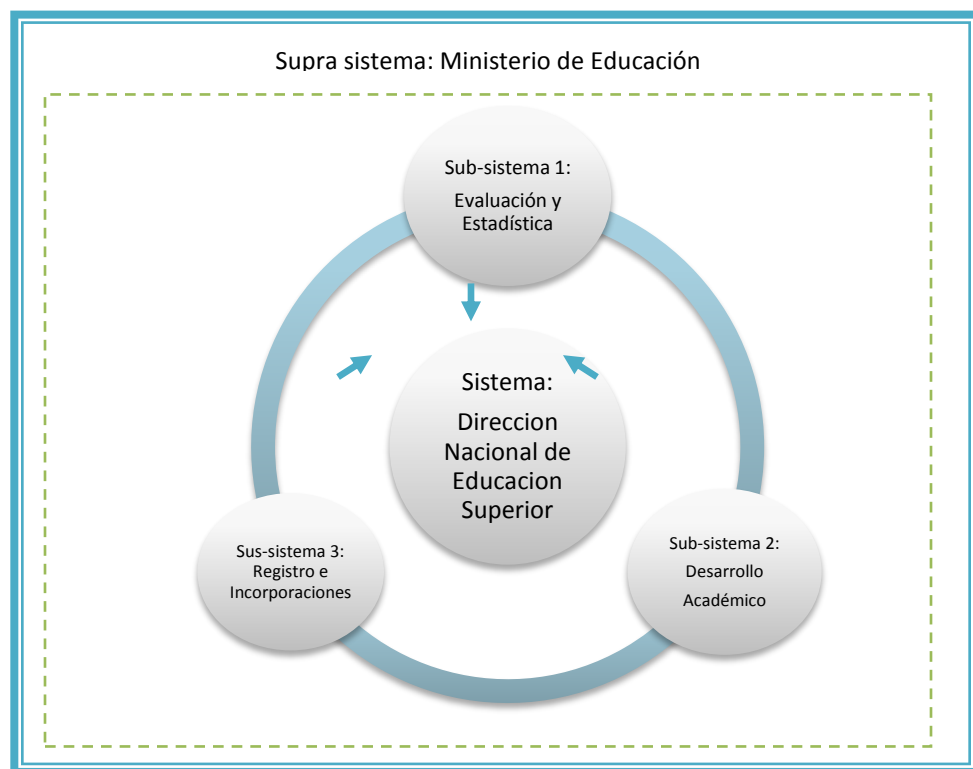 Supra sistema: Ministerio de Educación
Sub-sistema 1:
Evaluación y
Estadística
Sistema:
Direccion
Nacional de
Educacion
Superior
Sus-sistema 3:
Registro e
Incorporaciones
Sub-sistema 2:
Desarrollo
Académico